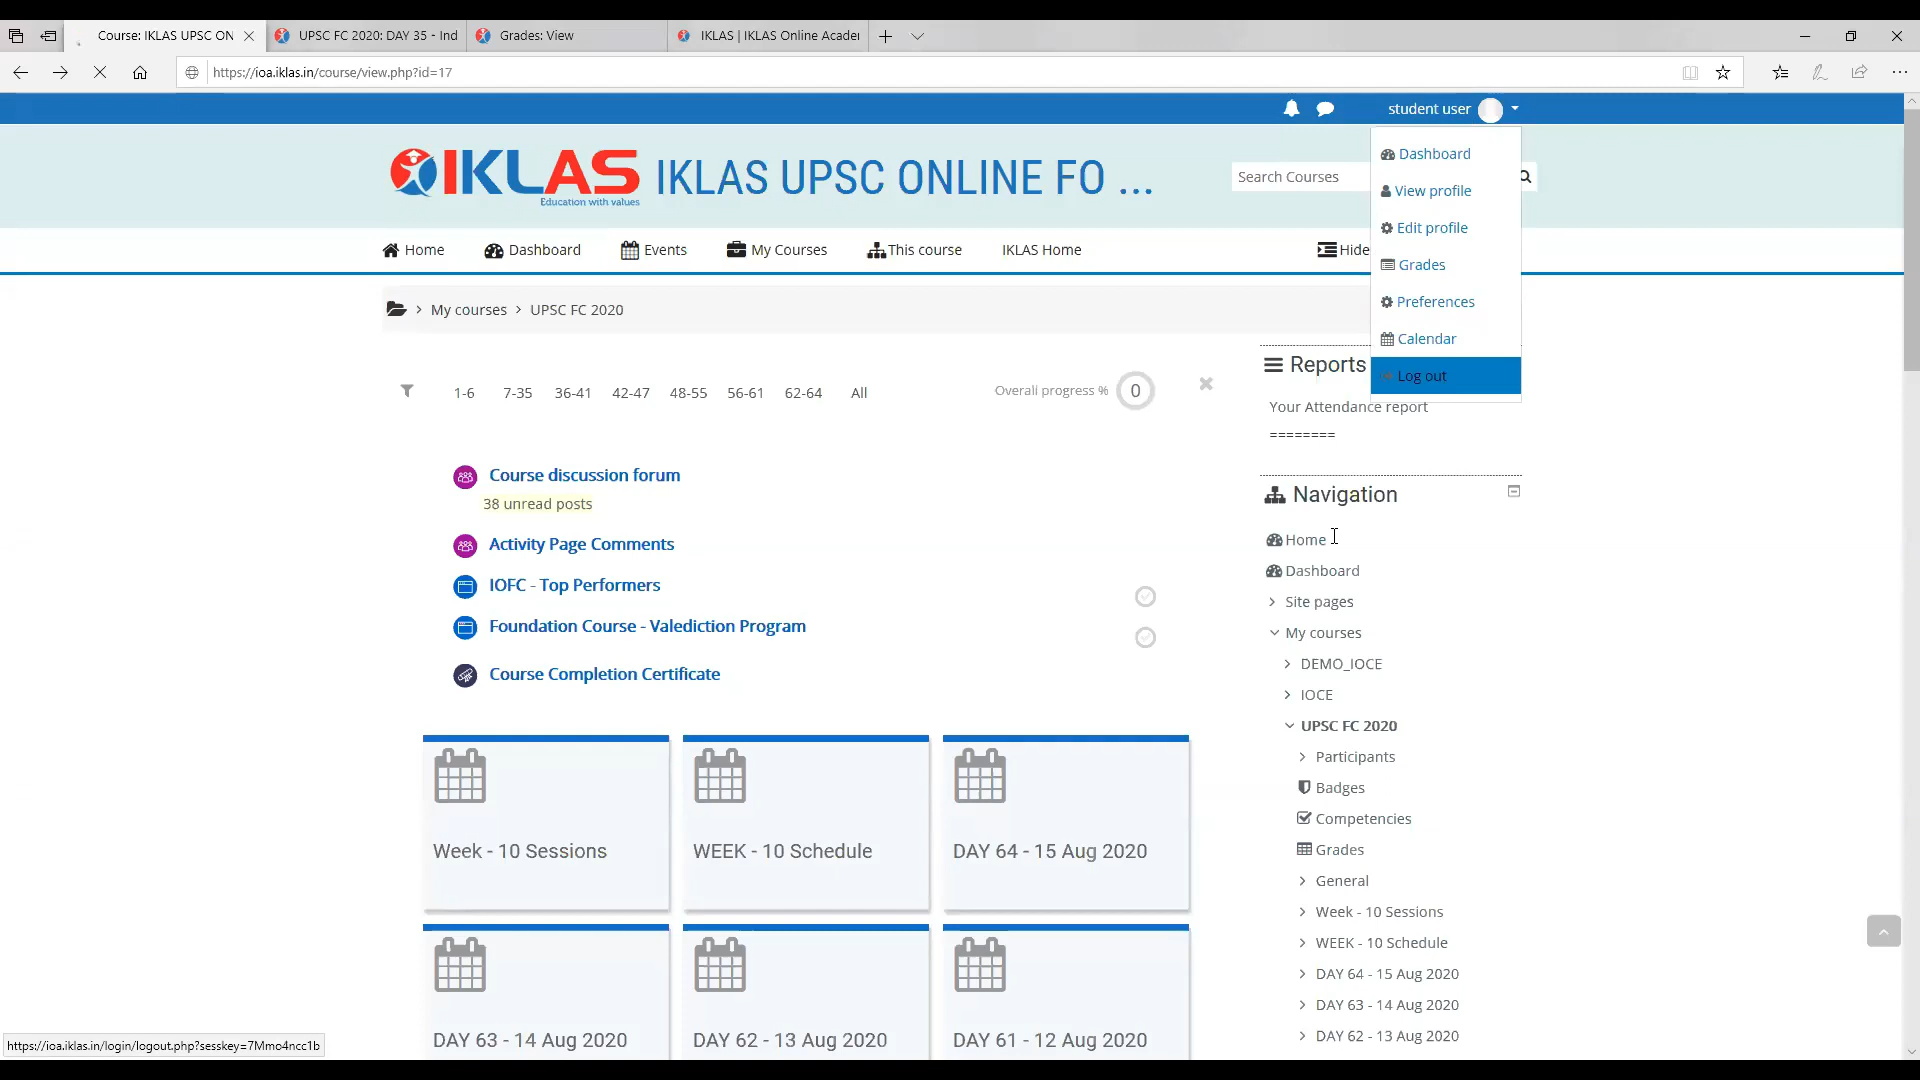 Course: IKLAS UPSC ON
UPSC FC 2020: DAY 35 - Ind
Grades: View
IKLAS | IKLAS Online Acader
https://ioa.iklas.in/course/view.php?id=17
student user
IKLAS
Education with values
IKLAS UPSC ONLINE FO ...
Search Courses
Dashboard
View profile
Edit profile
Grades
Preferences
Calendar
Log out
Home
Dashboard
Events
My Courses
This course
IKLAS Home
Hide
> My courses > UPSC FC 2020
1-6 7-35 36-41 42-47 48-55 56-61 62-64 All
Overall progress % 0
Course discussion forum
38 unread posts
Activity Page Comments
IOFC - Top Performers
Foundation Course - Valediction Program
Course Completion Certificate
Week - 10 Sessions
WEEK - 10 Schedule
DAY 64 - 15 Aug 2020
DAY 63 - 14 Aug 2020
DAY 62 - 13 Aug 2020
DAY 61 - 12 Aug 2020
Reports
Your Attendance report
========
Navigation
Home
Dashboard
Site pages
My courses
DEMO_IOCE
IOCE
UPSC FC 2020
Participants
Badges
Competencies
Grades
General
Week - 10 Sessions
WEEK - 10 Schedule
DAY 64 - 15 Aug 2020
DAY 63 - 14 Aug 2020
DAY 62 - 13 Aug 2020
https://ioa.iklas.in/login/logout.php?sesskey=7Mmo4ncc1b